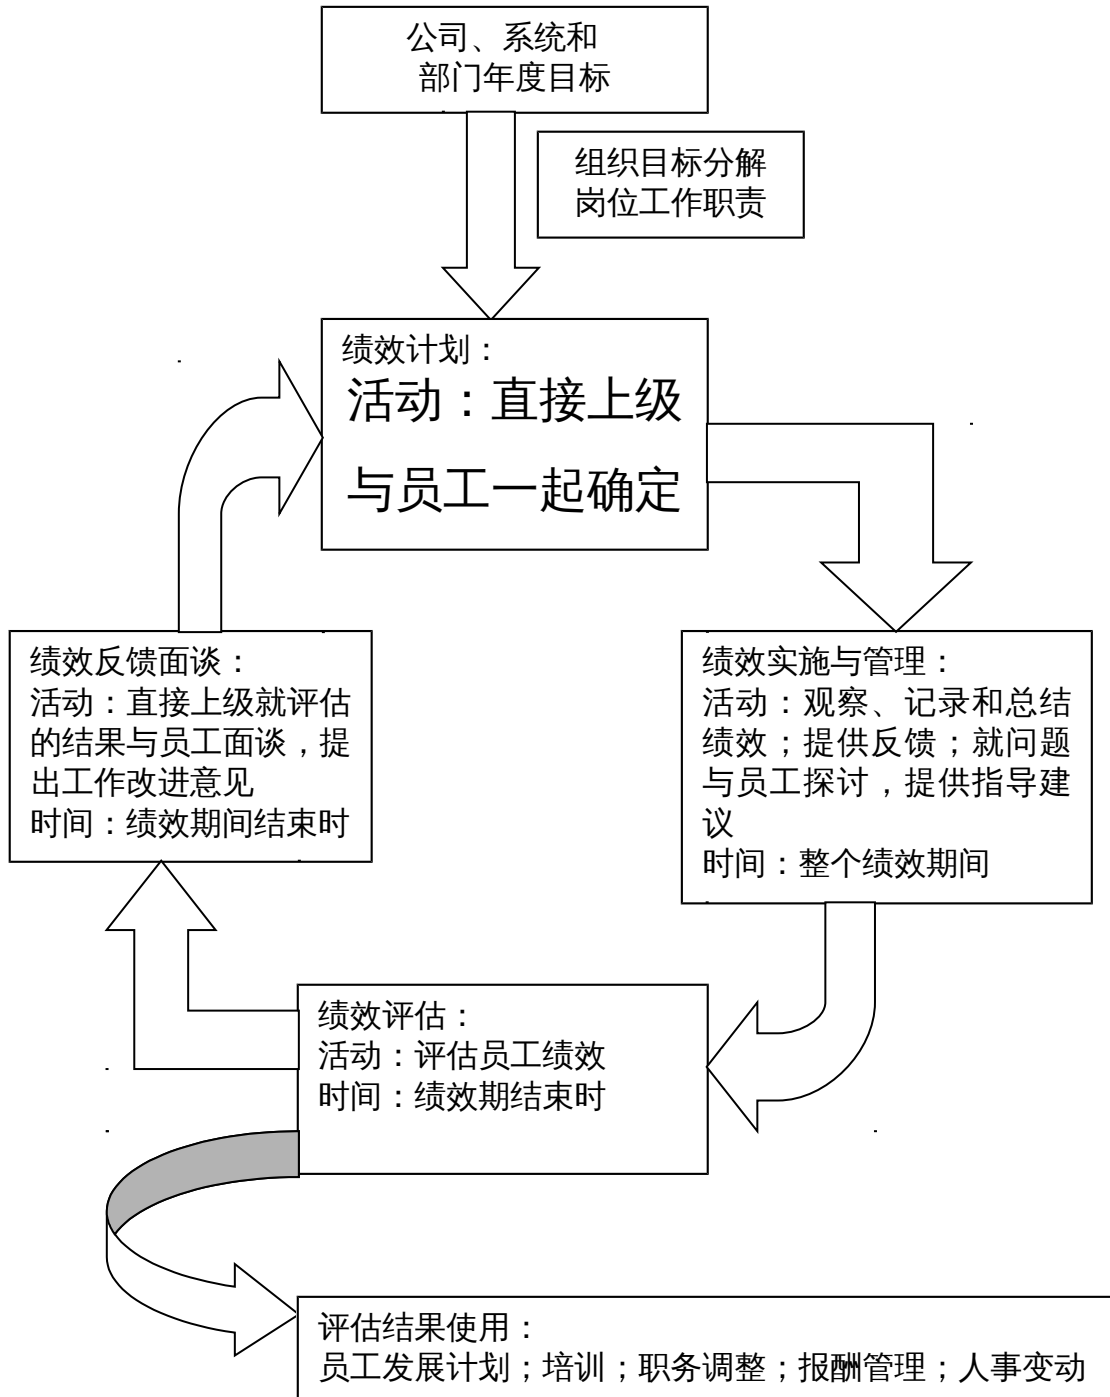 公司、系统和
部门年度目标
组织目标分解
岗位工作职责
绩效计划：
活动：直接上级
与员工一起确定
绩效反馈面谈：
活动：直接上级就评估
的结果与员工面谈，提
出工作改进意见
时间：绩效期间结束时
绩效实施与管理：
活动：观察、记录和总结
绩效；提供反馈；就问题
与员工探讨，提供指导建
议
时间：整个绩效期间
绩效评估：
活动：评估员工绩效
时间：绩效期结束时
评估结果使用：
员工发展计划；培训；职务调整；报酬管理；人事变动